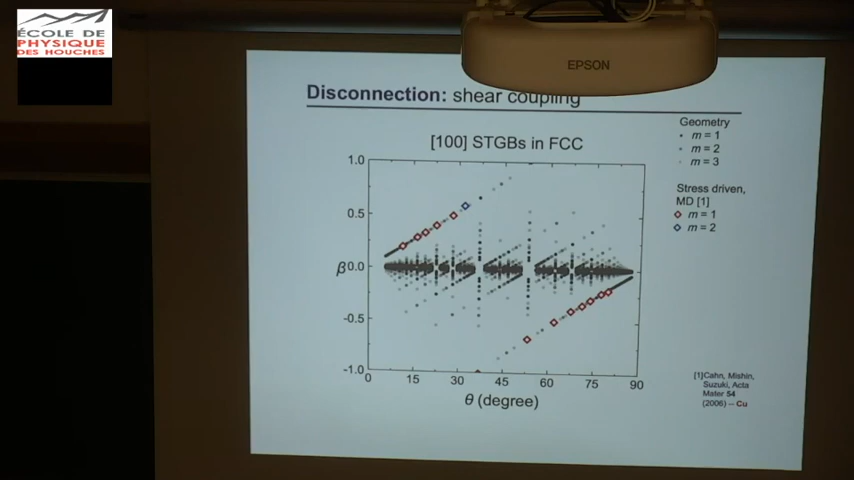 ÉCOLE DE
PHYSIQUE
DES HOUCHES
EPSON
Disconnection: shear coupling
[100] STGBs in FCC
Geometry
m = 1
m = 2
m = 3
Stress driven,
MD [1]
m = 1
m = 2
1.0
0.5
β 0.0
-0.5
-1.0
0 15 30 45 60 75 90
θ (degree)
[1]Cahn, Mishin,
Suzuki, Acta
Mater 54
(2006) -- Cu